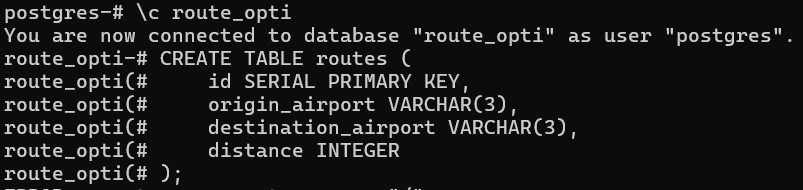 postgres-# \c route_opti
You are now connected to database "route_opti" as user "postgres".
route_opti-# CREATE TABLE routes (
route_opti(#     id SERIAL PRIMARY KEY,
route_opti(#     origin_airport VARCHAR(3),
route_opti(#     destination_airport VARCHAR(3),
route_opti(#     distance INTEGER
route_opti(# );